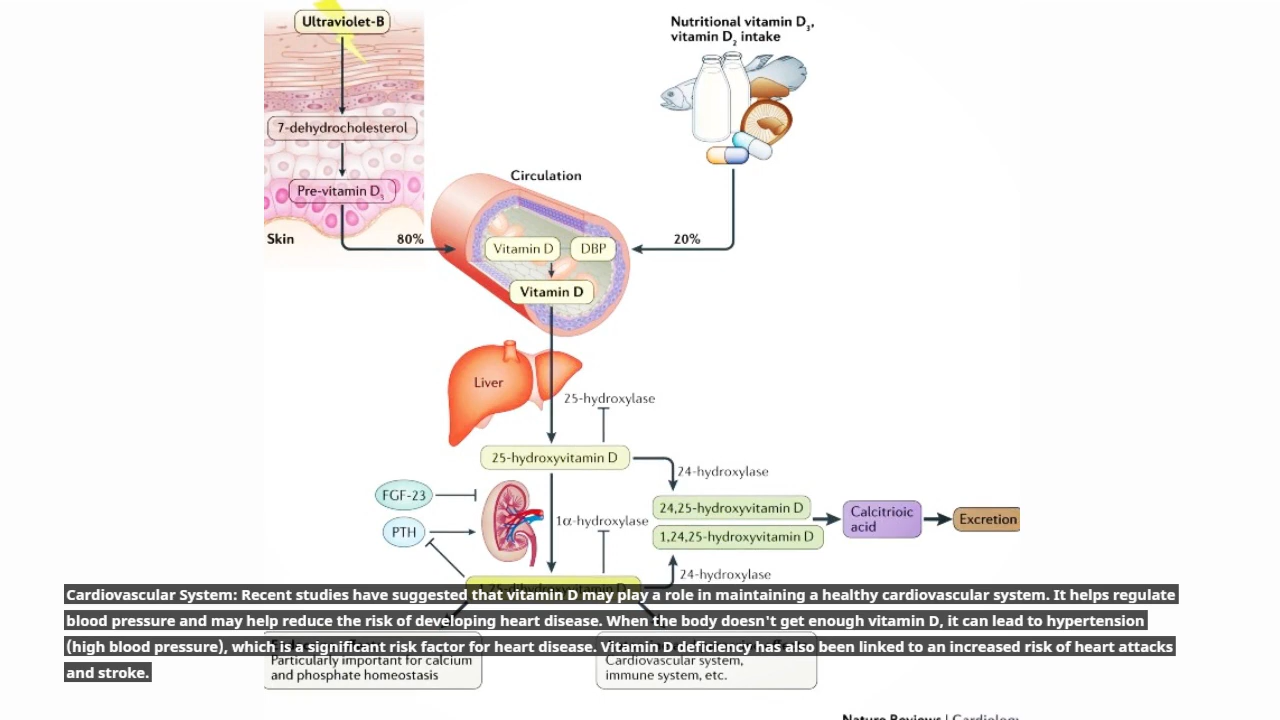 Ultraviolet-B
Nutritional vitamin D3,
vitamin D2 intake
7-dehydrocholesterol
Circulation
Pre-vitamin D3
Skin
80%
20%
Vitamin D
DBP
Vitamin D
Liver
25-hydroxylase
25-hydroxyvitamin D
24-hydroxylase
FGF-23
24,25-hydroxyvitamin D
Calcitrioic
acid
Excretion
1α-hydroxylase
PTH
1,24,25-hydroxyvitamin D
24-hydroxylase
Cardiovascular System: Recent studies have suggested that vitamin D may play a role in maintaining a healthy cardiovascular system. It helps regulate
blood pressure and may help reduce the risk of developing heart disease. When the body doesn't get enough vitamin D, it can lead to hypertension
(high blood pressure), which is a significant risk factor for heart disease. Vitamin D deficiency has also been linked to an increased risk of heart attacks
and stroke.
Particularly important for calcium
and phosphate homeostasis
Cardiovascular system,
immune system, etc.
Nature Reviews | Cardiology